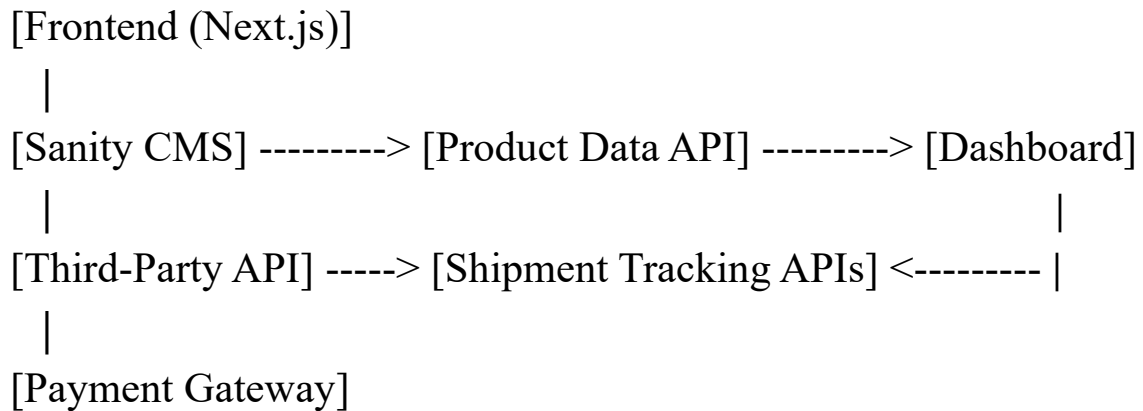 [Frontend (Next.js)]
|
[Sanity CMS] ---------> [Product Data API] ---------> [Dashboard]
| |
[Third-Party API] -----> [Shipment Tracking APIs] <--------- |
|
[Payment Gateway]